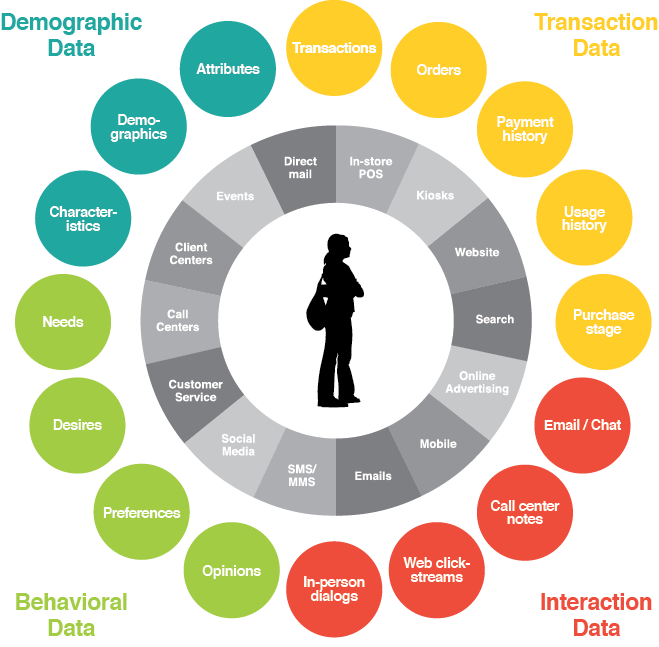 Demographic
Data
Transaction
Data
Attributes
Transactions
Orders
Demo-
graphics
Payment
history
Character-
istics
Usage
history
Needs
Purchase
stage
Desires
Email / Chat
Preferences
Call center
notes
Opinions
In-person
dialogs
Web click-
streams
Direct
mail
In-store
POS
Events
Kiosks
Client
Centers
Website
Call
Centers
Search
Customer
Service
Online
Advertising
Social
Media
Mobile
SMS/
MMS
Emails
Behavioral
Data
Interaction
Data